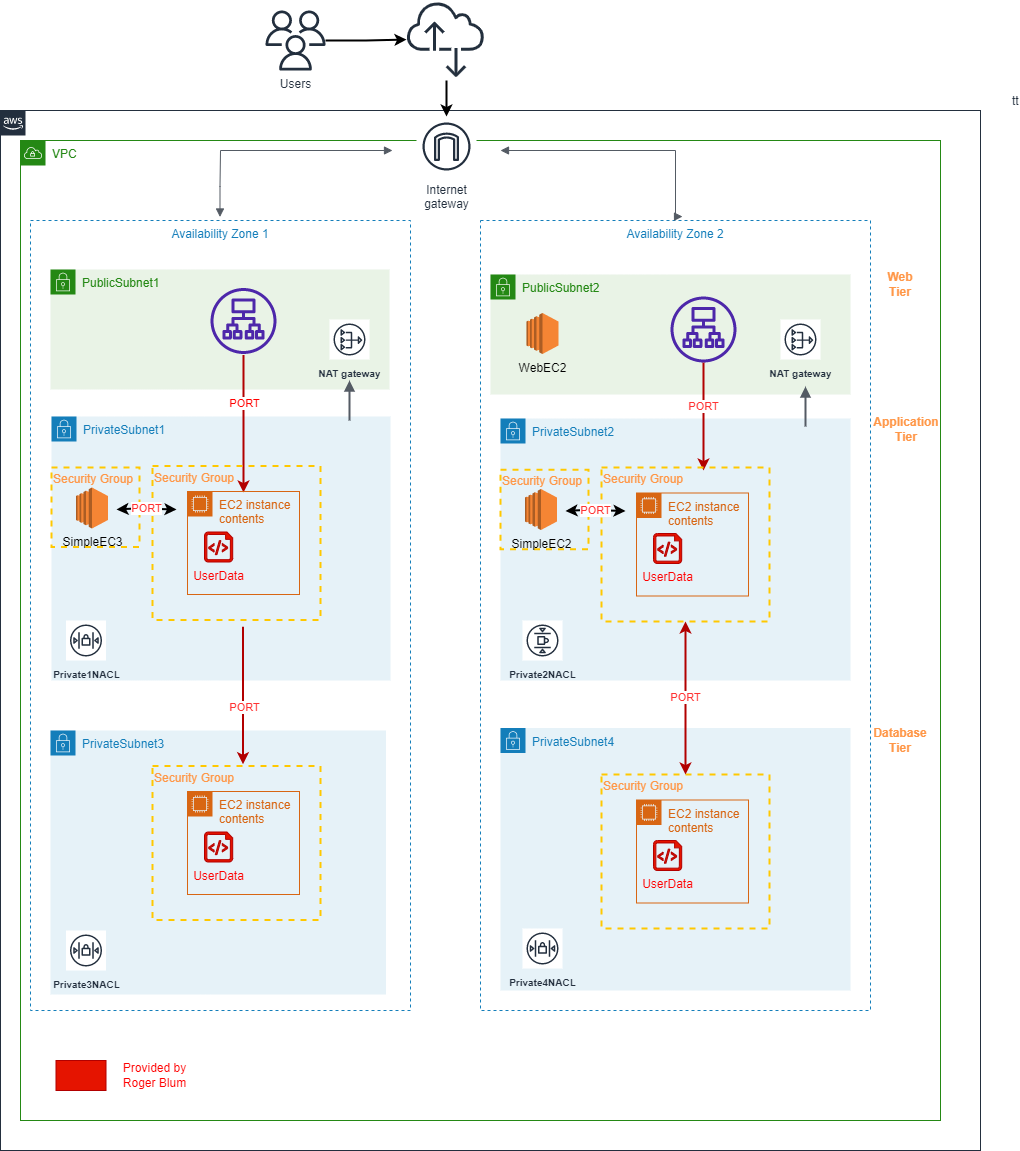 Users
tt
aws
VPC
Internet
gateway
Availability Zone 1
Availability Zone 2
PublicSubnet1
NAT gateway
PublicSubnet2
WebEC2
NAT gateway
Web
Tier
PORT
PORT
PrivateSubnet1
PrivateSubnet2
Application
Tier
Security Group
SimpleEC3
PORT
Security Group
EC2 instance
contents
UserData
Security Group
SimpleEC2
PORT
Security Group
EC2 instance
contents
UserData
Private1NACL
Private2NACL
PORT
PORT
PrivateSubnet3
PrivateSubnet4
Database
Tier
Security Group
EC2 instance
contents
UserData
Security Group
EC2 instance
contents
UserData
Private3NACL
Private4NACL
Provided by
Roger Blum